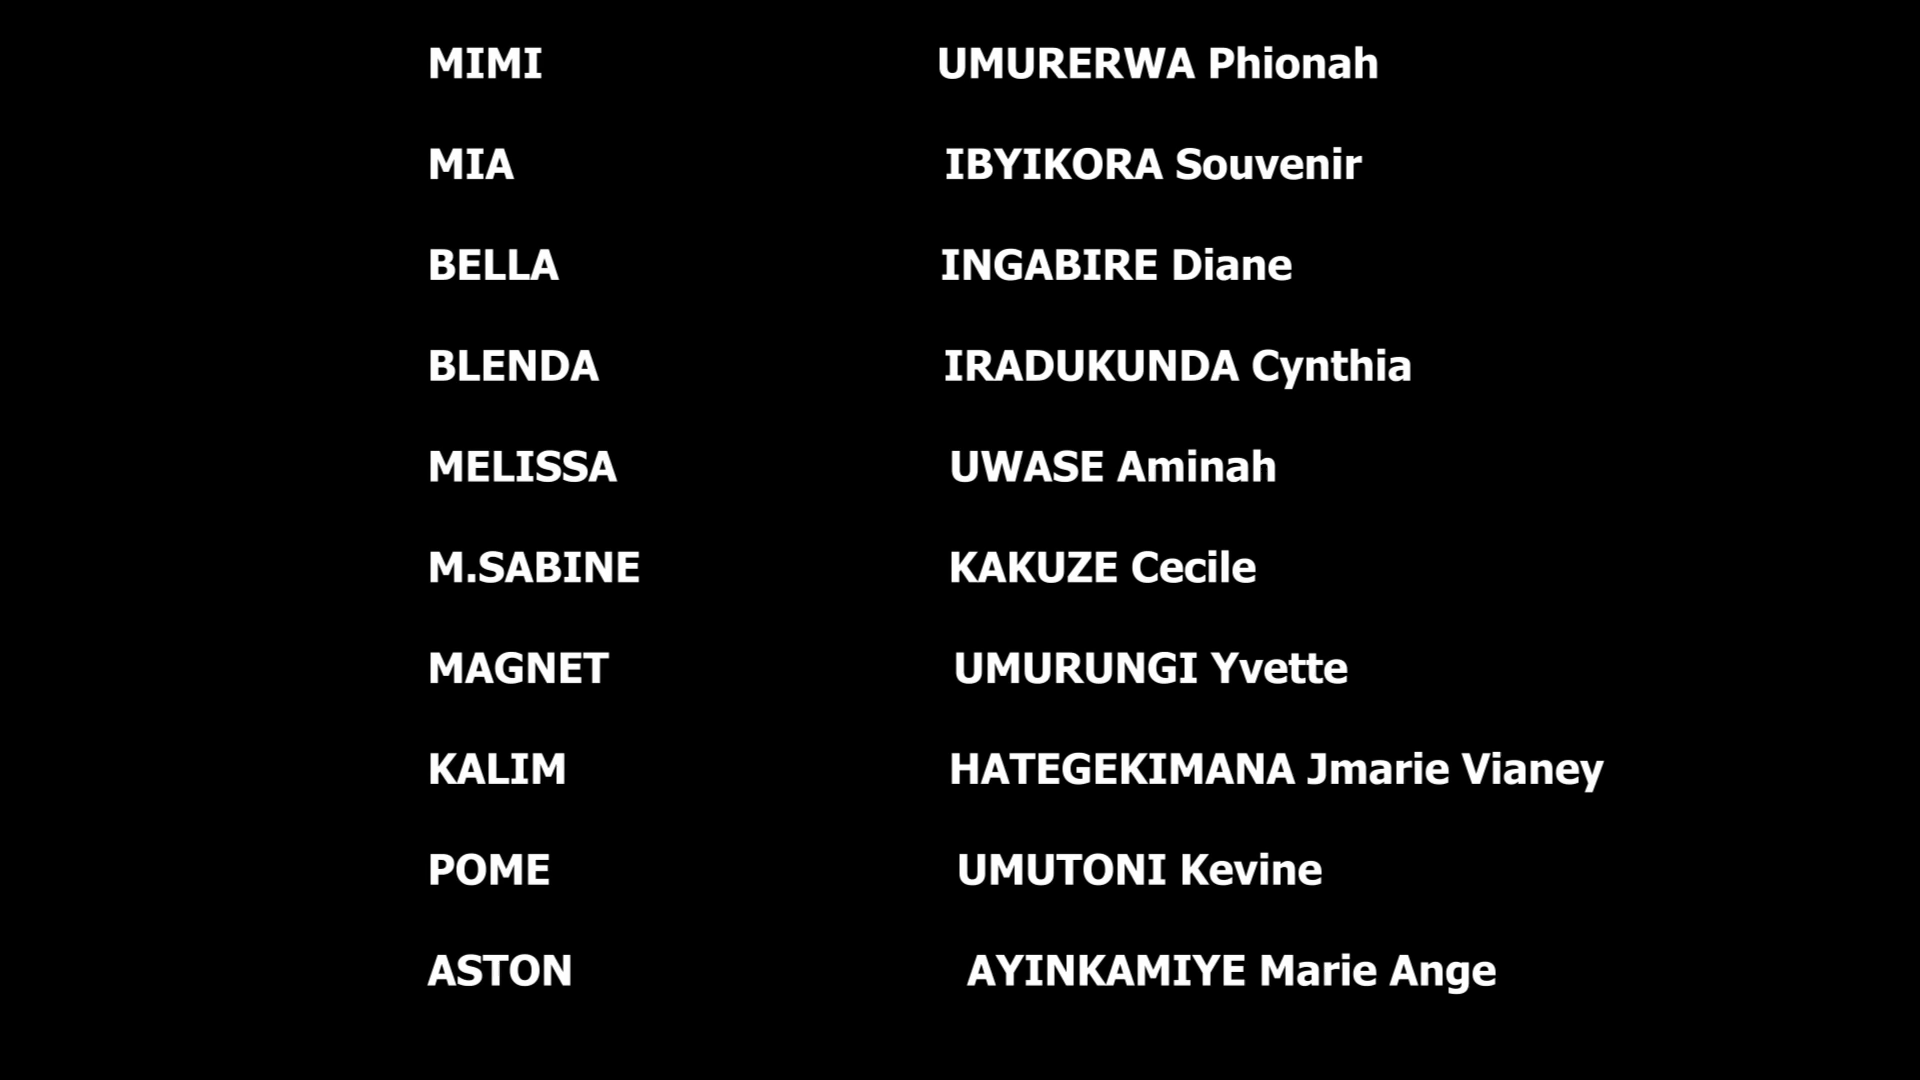 MIMI UMURERWA Phionah
MIA IBYIKORA Souvenir
BELLA INGABIRE Diane
BLENDA IRADUKUNDA Cynthia
MELISSA UWASE Aminah
M.SABINE KAKUZE Cecile
MAGNET UMURUNGI Yvette
KALIM HATEGEKIMANA Jmarie Vianey
POME UMUTONI Kevine
ASTON AYINKAMIYE Marie Ange